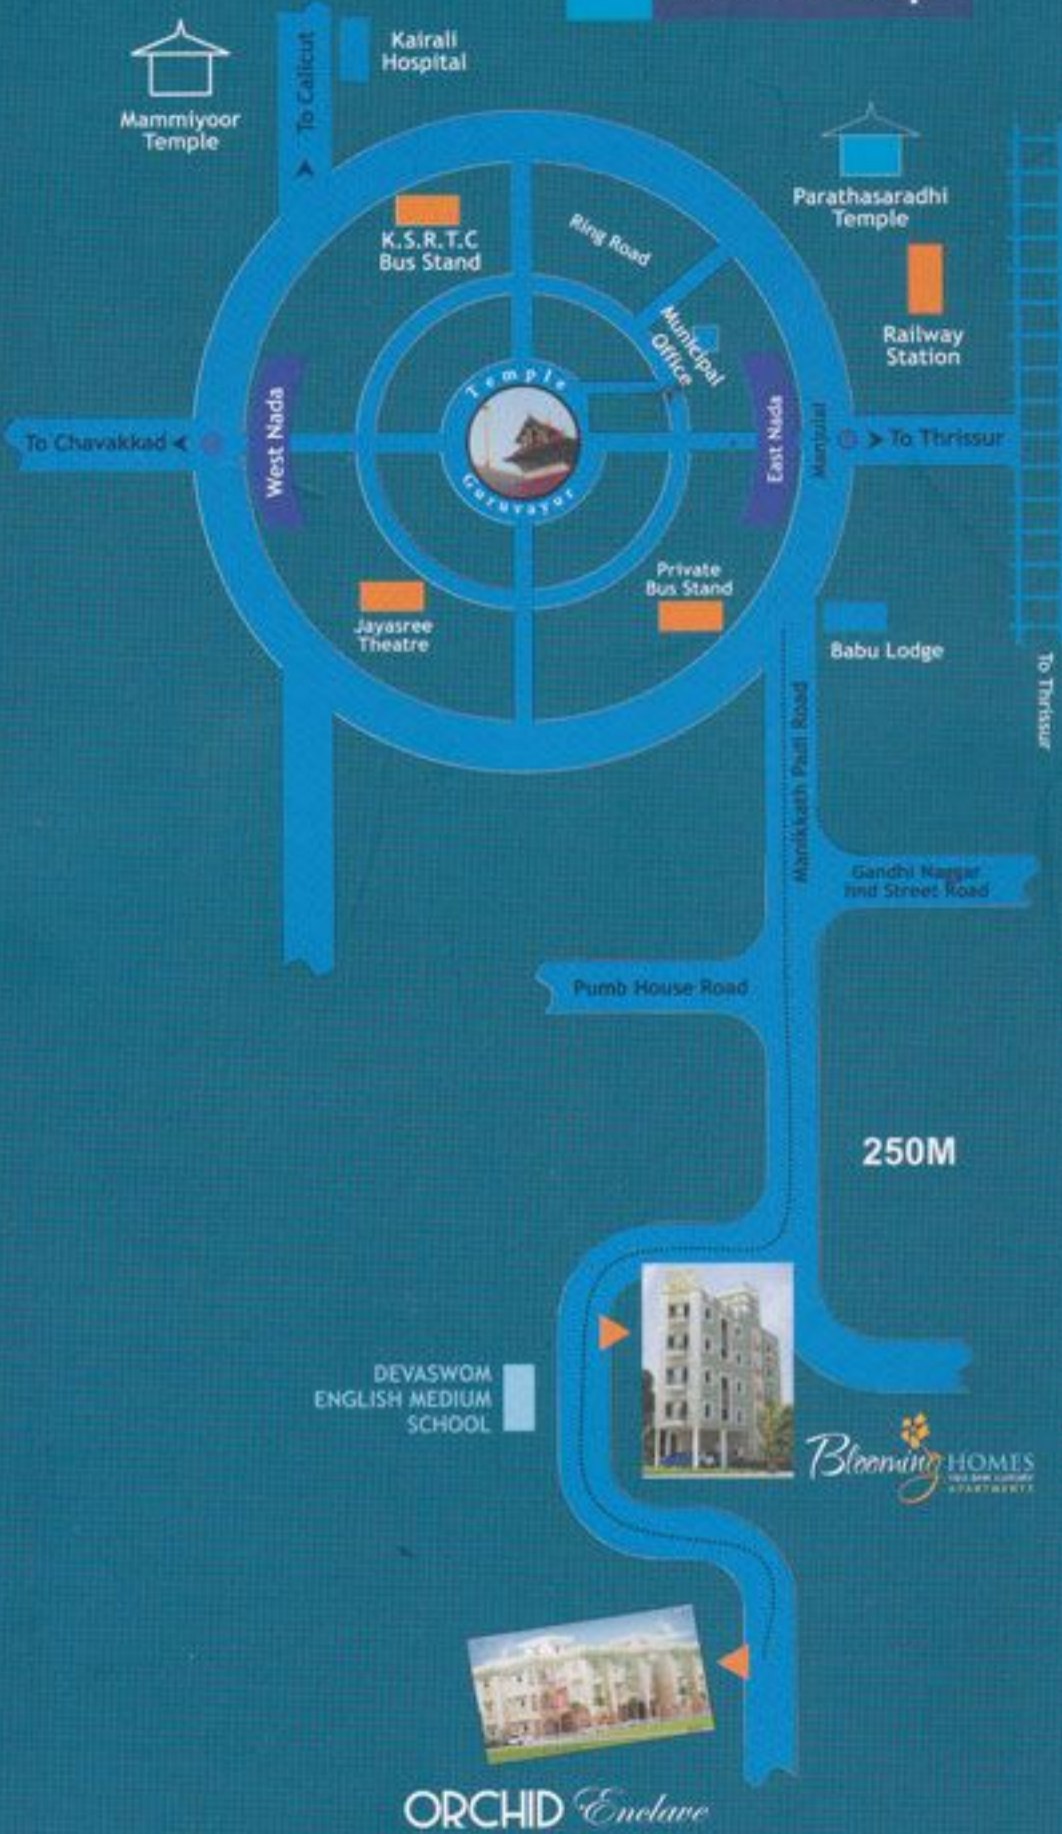 Kairali
Hospital
To Calicut
Mammiyoor
Temple
Parathasaradhi
Temple
K.S.R.T.C
Bus Stand
Ring Road
Municipal
Office
Railway
Station
Temple
Guruvayur
To Chavakkad
West Nada
East Nada
Manjulal
To Thrissur
Private
Bus Stand
Jayasree
Theatre
Babu Lodge
To Thrissur
Manikkath Padi Road
Gandhi Naggar
IInd Street Road
Pumb House Road
250M
DEVASWOM
ENGLISH MEDIUM
SCHOOL
Blooming HOMES
APARTMENTS
ORCHID Enclave